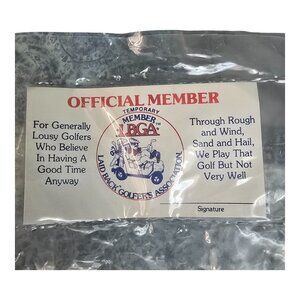 OFFICIAL MEMBER
TEMPORARY
MEMBER
LBGA
LAID BACK GOLFERS ASSOCIATION
For Generally
Lousy Golfers
Who Believe
In Having A
Good Time
Anyway
Through Rough
and Wind,
Sand and Hail,
We Play That
Golf But Not
Very Well
Signature